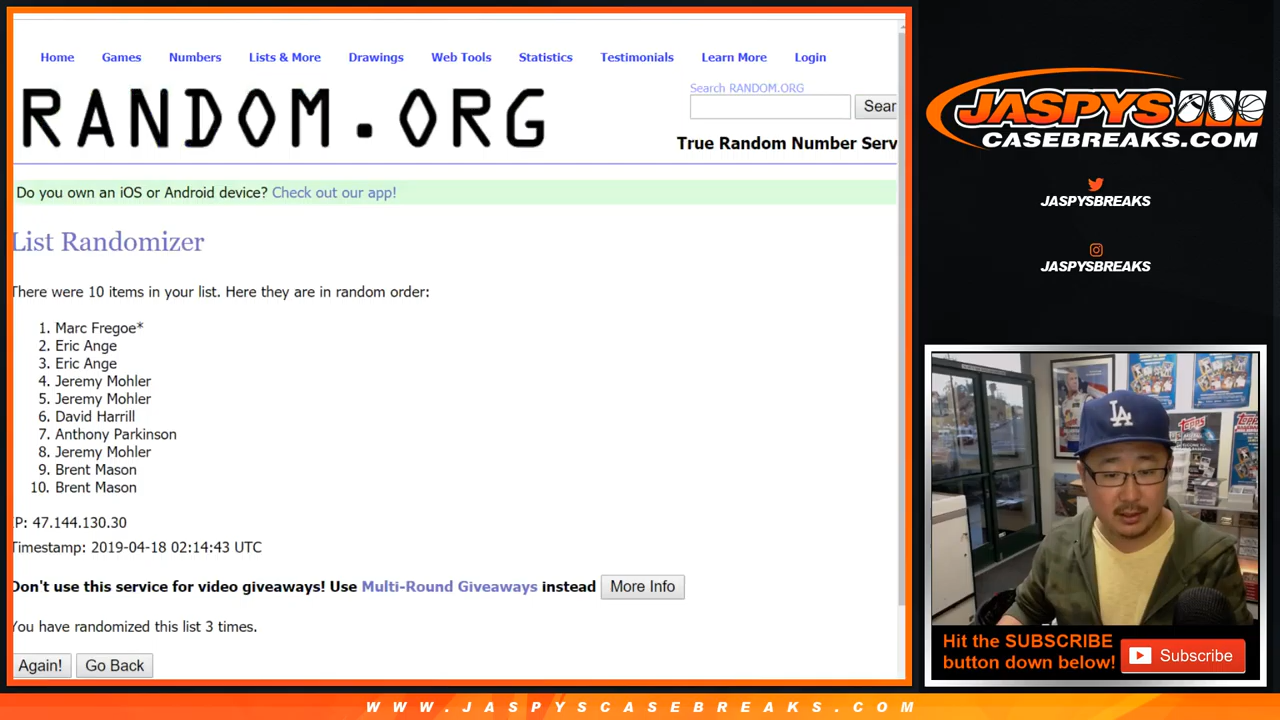 Home Games Numbers Lists & More Drawings Web Tools Statistics Testimonials Learn More Login
RANDOM.ORG
Search RANDOM.ORG
Sear
True Random Number Serv
Do you own an iOS or Android device? Check out our app!
List Randomizer
There were 10 items in your list. Here they are in random order:
1. Marc Fregoe*
2. Eric Ange
3. Eric Ange
4. Jeremy Mohler
5. Jeremy Mohler
6. David Harrill
7. Anthony Parkinson
8. Jeremy Mohler
9. Brent Mason
10. Brent Mason
IP: 47.144.130.30
Timestamp: 2019-04-18 02:14:43 UTC
Don't use this service for video giveaways! Use Multi-Round Giveaways instead More Info
You have randomized this list 3 times.
Again! Go Back
JASPYS
CASEBREAKS.COM
JASPYSBREAKS
JASPYSBREAKS
LA
TOPPS
Hit the SUBSCRIBE
button down below!
Subscribe
WWW.JASPYSCASEBREAKS.COM